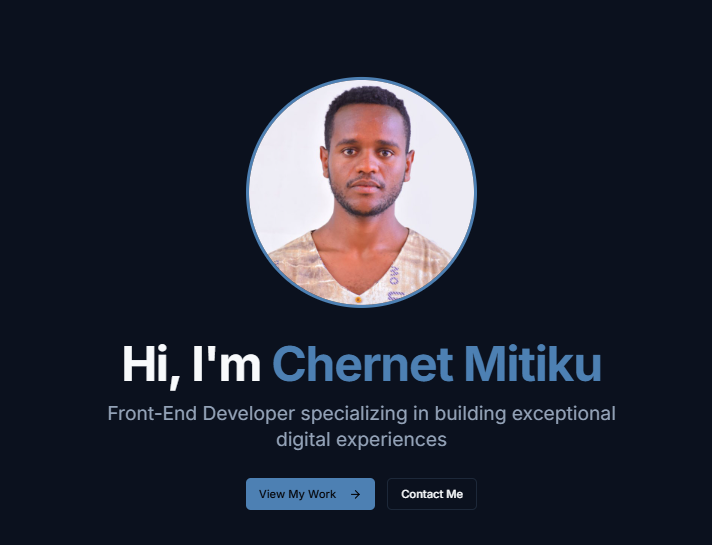 Hi, I'm Chernet Mitiku
Front-End Developer specializing in building exceptional
digital experiences
View My Work → Contact Me